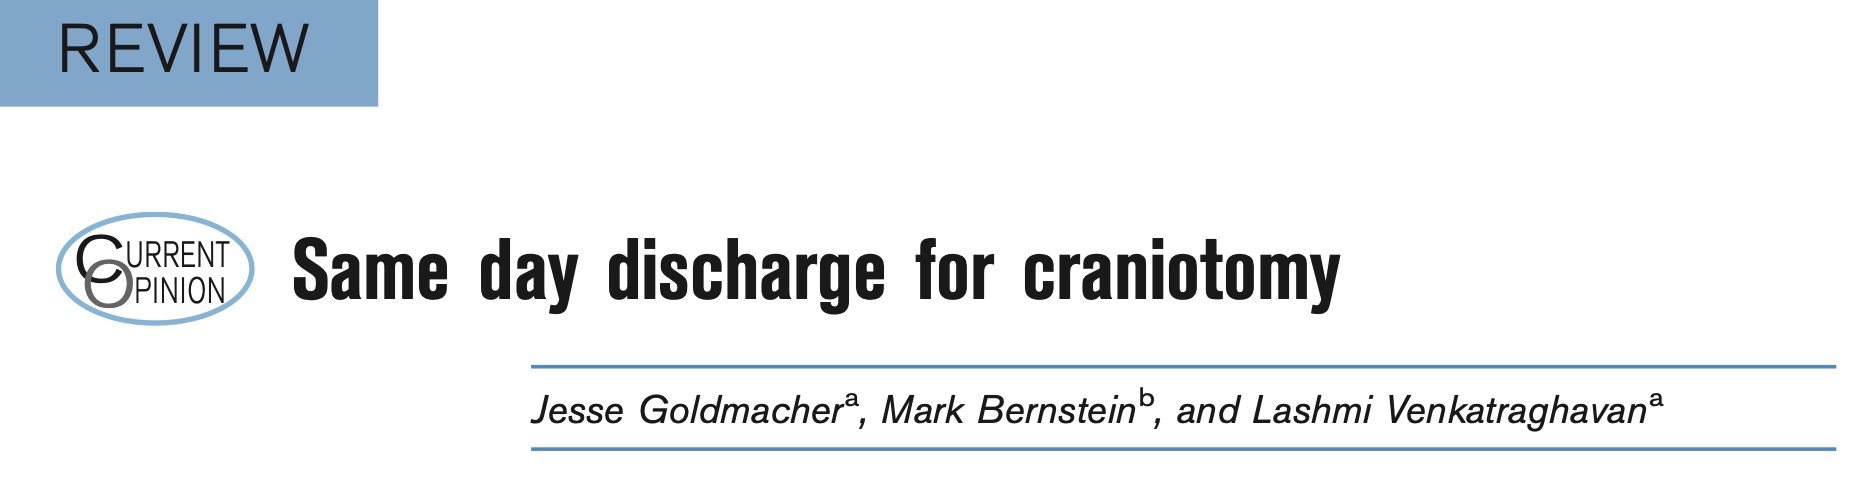 REVIEW
CURRENT
OPINION
Same day discharge for craniotomy
Jesse Goldmacherᵃ, Mark Bernsteinᵇ, and Lashmi Venkatraghavanᵃ